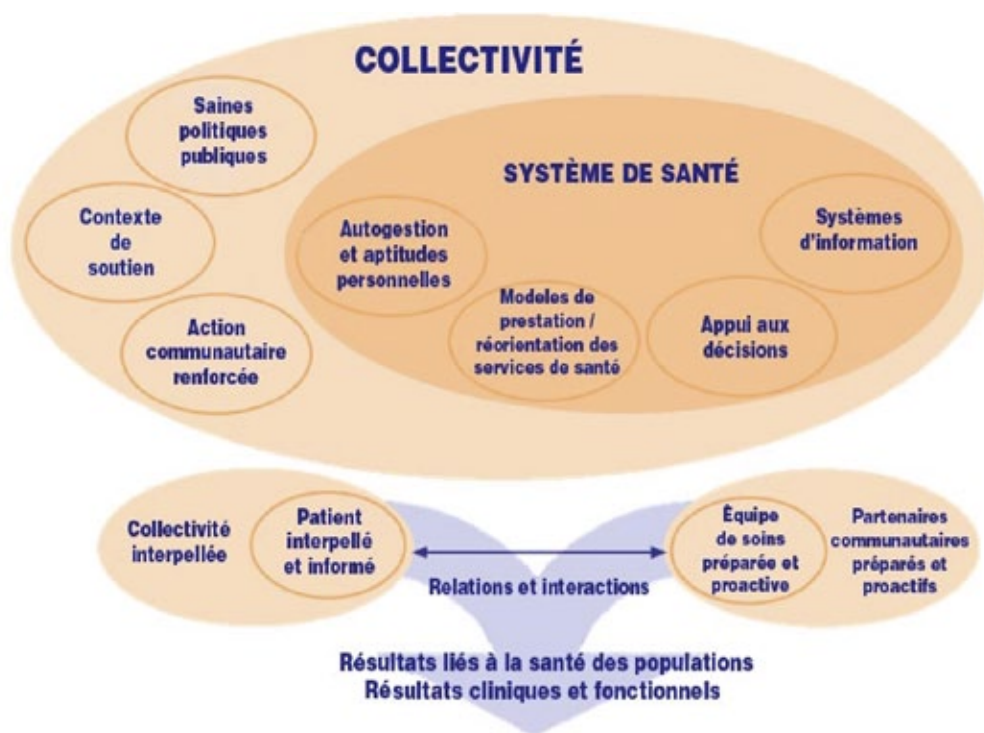 COLLECTIVITÉ
Saines
politiques
publiques
SYSTÈME DE SANTÉ
Contexte
de
soutien
Autogestion
et aptitudes
personnelles
Systèmes
d'information
Action
communautaire
renforcée
Modeles de
prestation /
réorientation des
services de santé
Appui aux
décisions
Collectivité
interpellée
Patient
interpellé
et informé
Relations et interactions
Équipe
de soins
préparée et
proactive
Partenaires
communautaires
préparés et
proactifs
Résultats liés à la santé des populations
Résultats cliniques et fonctionnels